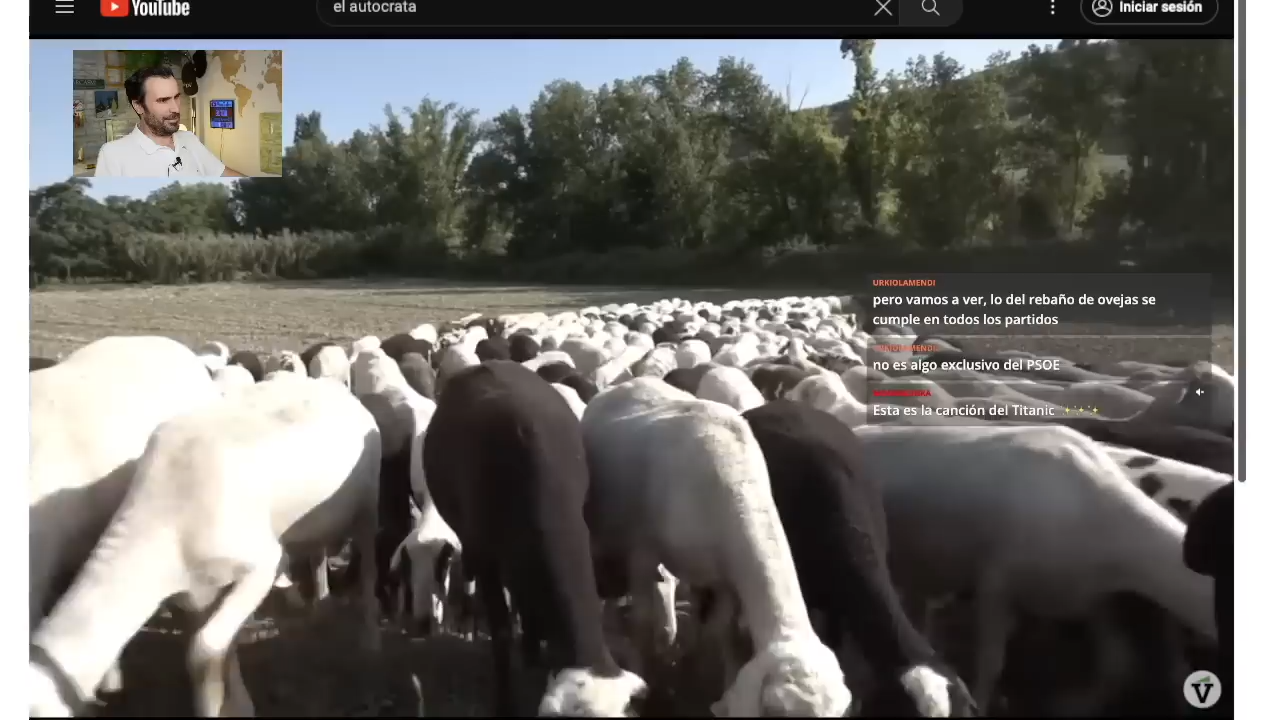 YouTube
el autocrata
Iniciar sesión
URKIOLAMENDI
pero vamos a ver, lo del rebaño de ovejas se
cumple en todos los partidos
URKIOLAMENDI
no es algo exclusivo del PSOE
Esta es la canción del Titanic
V